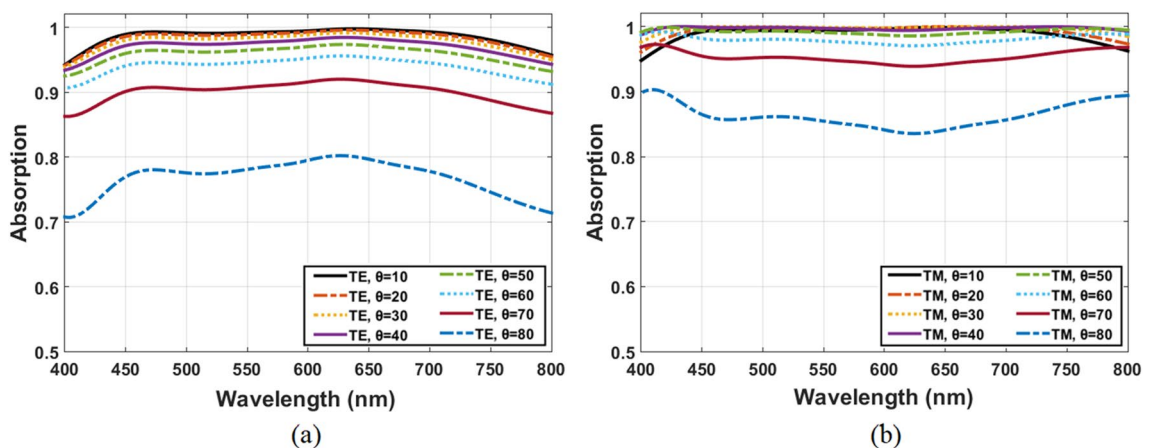 1
0.9
0.8
0.7
0.6
0.5
Absorption
400 450 500 550 600 650 700 750 800
Wavelength (nm)
TE, θ=10 TE, θ=50
TE, θ=20 TE, θ=60
TE, θ=30 TE, θ=70
TE, θ=40 TE, θ=80
(a)
1
0.9
0.8
0.7
0.6
0.5
Absorption
400 450 500 550 600 650 700 750 800
Wavelength (nm)
TM, θ=10 TM, θ=50
TM, θ=20 TM, θ=60
TM, θ=30 TM, θ=70
TM, θ=40 TM, θ=80
(b)